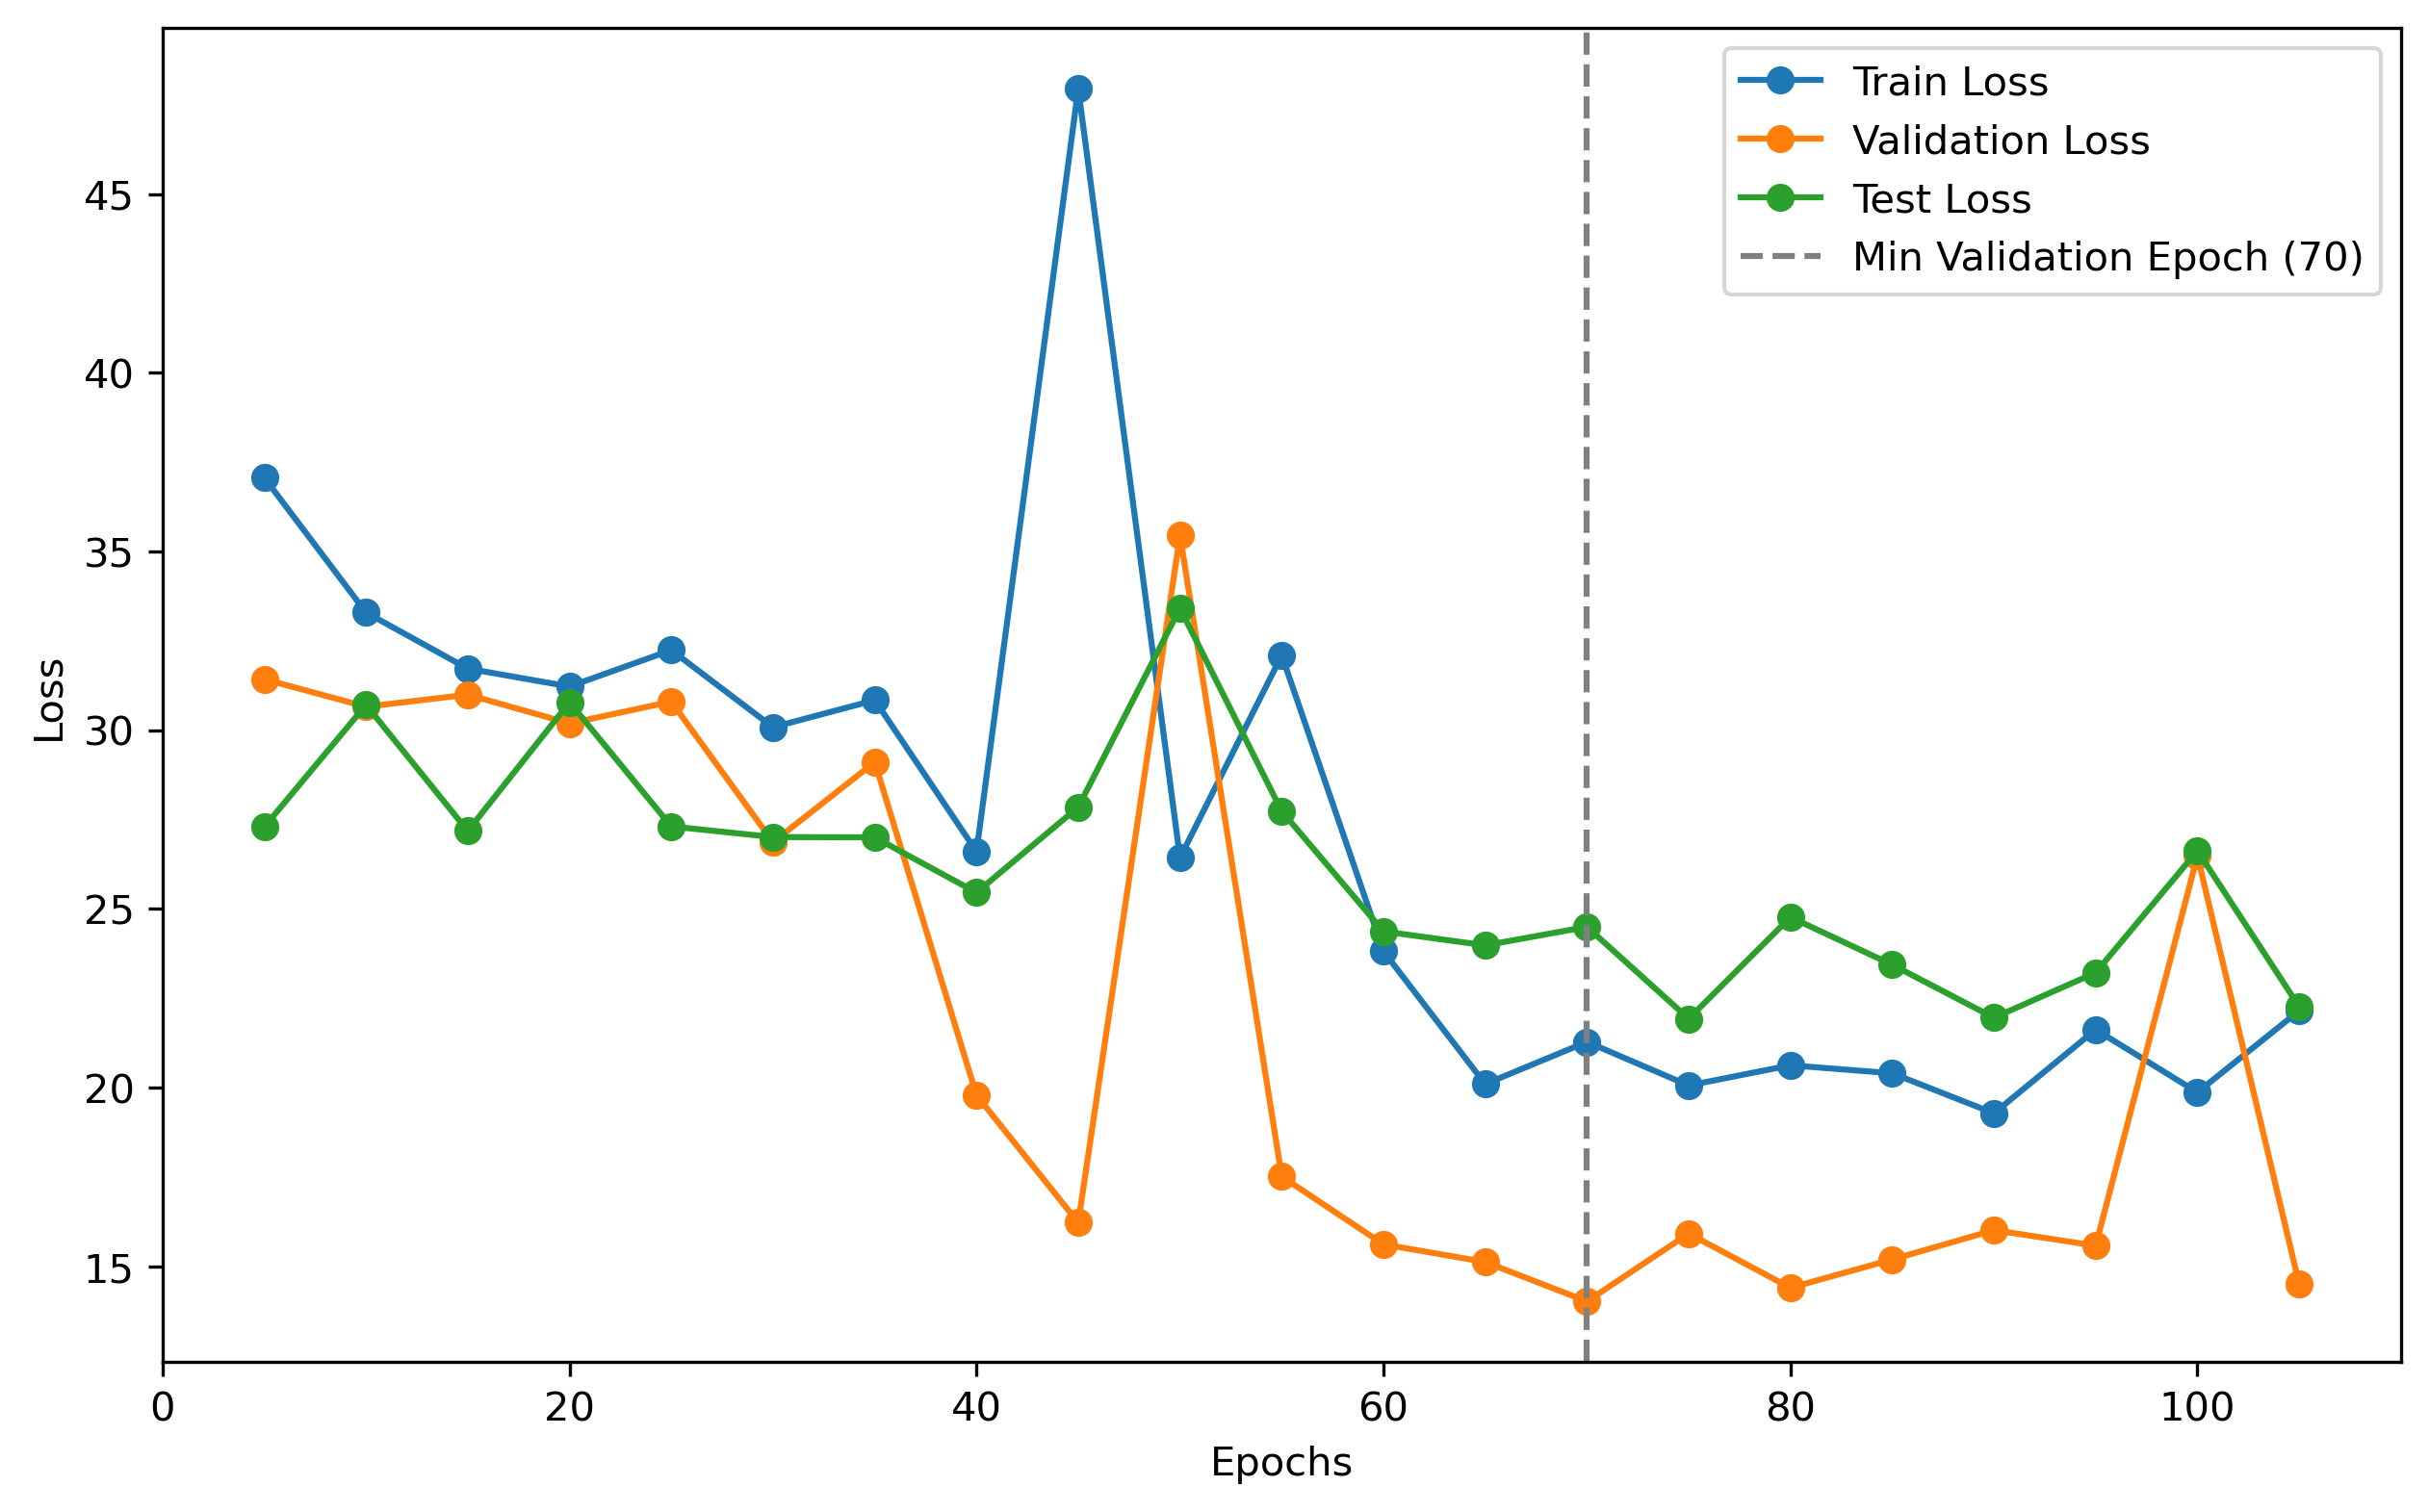 Train Loss
Validation Loss
Test Loss
Min Validation Epoch (70)
45
40
35
30
25
20
15
Loss
0 20 40 60 80 100
Epochs